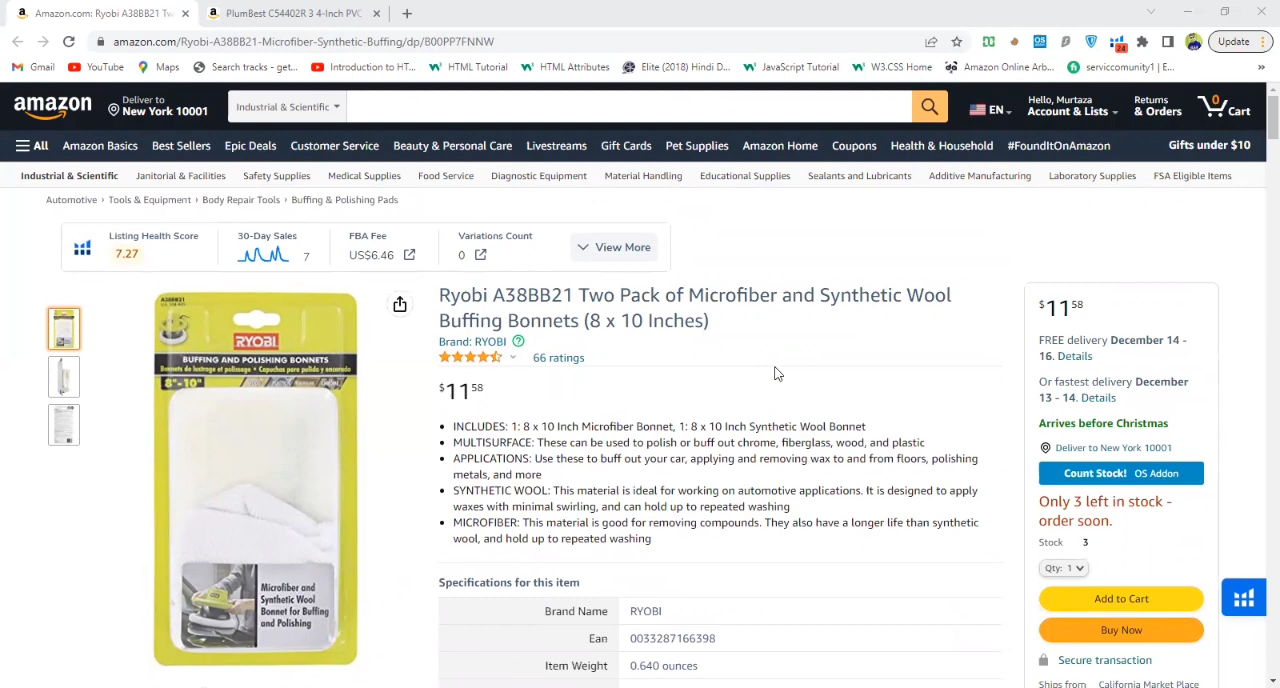 Amazon.com: Ryobi A38BB21 Tw
PlumBest C54402R 3 4-Inch PVC
amazon.com/Ryobi-A38BB21-Microfiber-Synthetic-Buffing/dp/B00PP7FNNW
24
Update
Gmail
YouTube
Maps
Search tracks - get...
Introduction to HT...
HTML Tutorial
HTML Attributes
Elite (2018) Hindi D...
JavaScript Tutorial
W3.CSS Home
Amazon Online Arb...
serviccomunity1 | E...
»
amazon
Deliver to
New York 10001
Industrial & Scientific
EN
Hello, Murtaza
Account & Lists
Returns
& Orders
0
Cart
All
Amazon Basics
Best Sellers
Epic Deals
Customer Service
Beauty & Personal Care
Livestreams
Gift Cards
Pet Supplies
Amazon Home
Coupons
Health & Household
#FoundItOnAmazon
Gifts under $10
Industrial & Scientific
Janitorial & Facilities
Safety Supplies
Medical Supplies
Food Service
Diagnostic Equipment
Material Handling
Educational Supplies
Sealants and Lubricants
Additive Manufacturing
Laboratory Supplies
FSA Eligible Items
Automotive › Tools & Equipment › Body Repair Tools › Buffing & Polishing Pads
Listing Health Score
7.27
30-Day Sales
7
FBA Fee
US$6.46
Variations Count
0
View More
A38BB21
RYOBI
BUFFING AND POLISHING BONNETS
8"-10"
Microfiber and
Synthetic Wool
Bonnet for Buffing
and Polishing
Ryobi A38BB21 Two Pack of Microfiber and Synthetic Wool
Buffing Bonnets (8 x 10 Inches)
Brand: RYOBI
66 ratings
$11 58
• INCLUDES: 1: 8 x 10 Inch Microfiber Bonnet, 1: 8 x 10 Inch Synthetic Wool Bonnet
• MULTISURFACE: These can be used to polish or buff out chrome, fiberglass, wood, and plastic
• APPLICATIONS: Use these to buff out your car, applying and removing wax to and from floors, polishing
metals, and more
• SYNTHETIC WOOL: This material is ideal for working on automotive applications. It is designed to apply
waxes with minimal swirling, and can hold up to repeated washing
• MICROFIBER: This material is good for removing compounds. They also have a longer life than synthetic
wool, and hold up to repeated washing
Specifications for this item
Brand Name RYOBI
Ean 0033287166398
Item Weight 0.640 ounces
$11 58
FREE delivery December 14 -
16. Details
Or fastest delivery December
13 - 14. Details
Arrives before Christmas
Deliver to New York 10001
Count Stock! OS Addon
Only 3 left in stock -
order soon.
Stock 3
Qty: 1
Add to Cart
Buy Now
Secure transaction
Ships from California Market Place